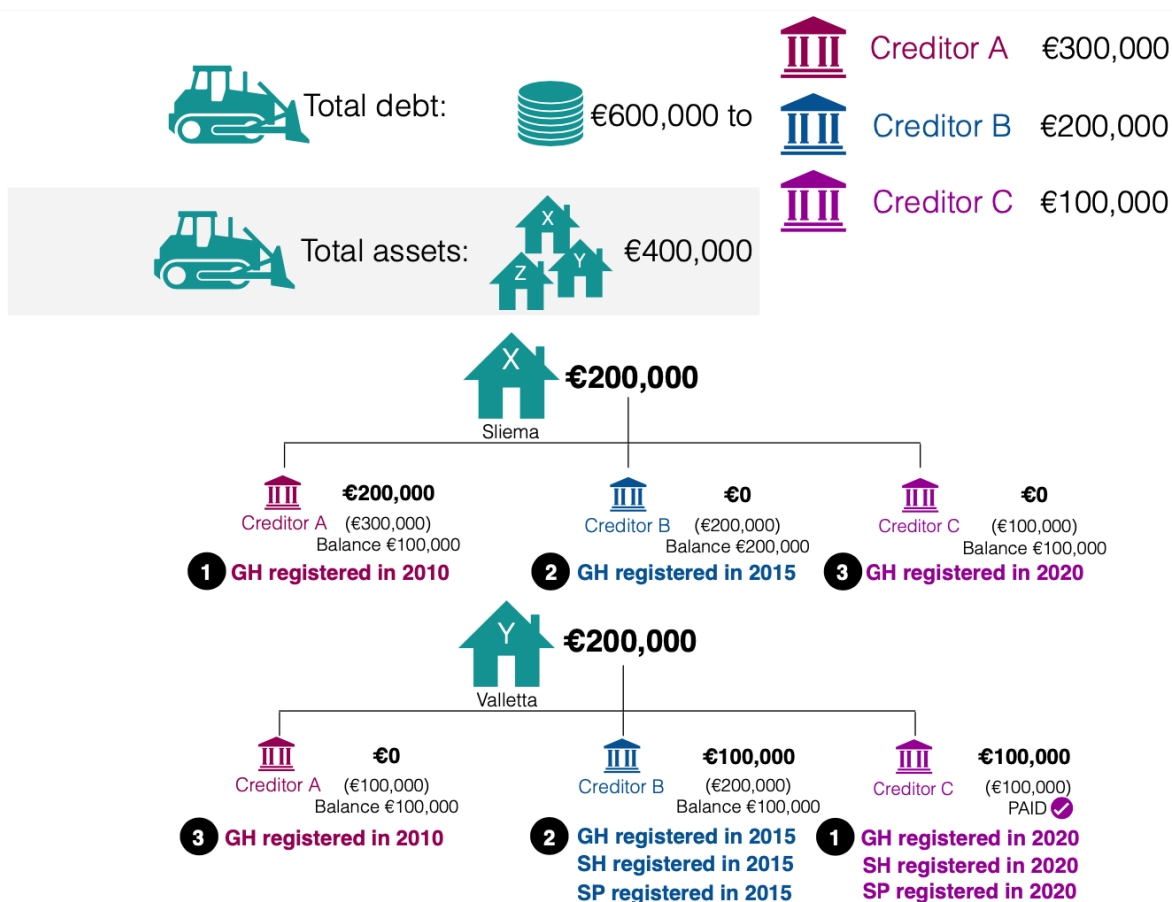 Total debt: €600,000 to
Creditor A €300,000
Creditor B €200,000
Creditor C €100,000
Total assets: X Z Y €400,000
X €200,000
Sliema
Creditor A €200,000
(€300,000)
Balance €100,000
1 GH registered in 2010
Creditor B €0
(€200,000)
Balance €200,000
2 GH registered in 2015
Creditor C €0
(€100,000)
Balance €100,000
3 GH registered in 2020
Y €200,000
Valletta
Creditor A €0
(€100,000)
Balance €100,000
3 GH registered in 2010
Creditor B €100,000
(€200,000)
Balance €100,000
2 GH registered in 2015
SH registered in 2015
SP registered in 2015
Creditor C €100,000
(€100,000)
PAID
1 GH registered in 2020
SH registered in 2020
SP registered in 2020